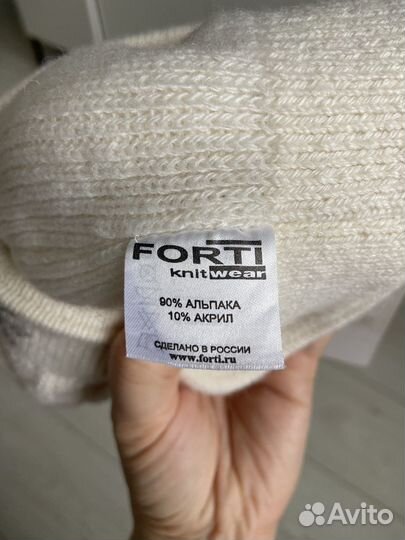 FORTI
knitwear
90% АЛЬПАКА
10% АКРИЛ
СДЕЛАНО В РОССИИ
www.forti.ru
Avito